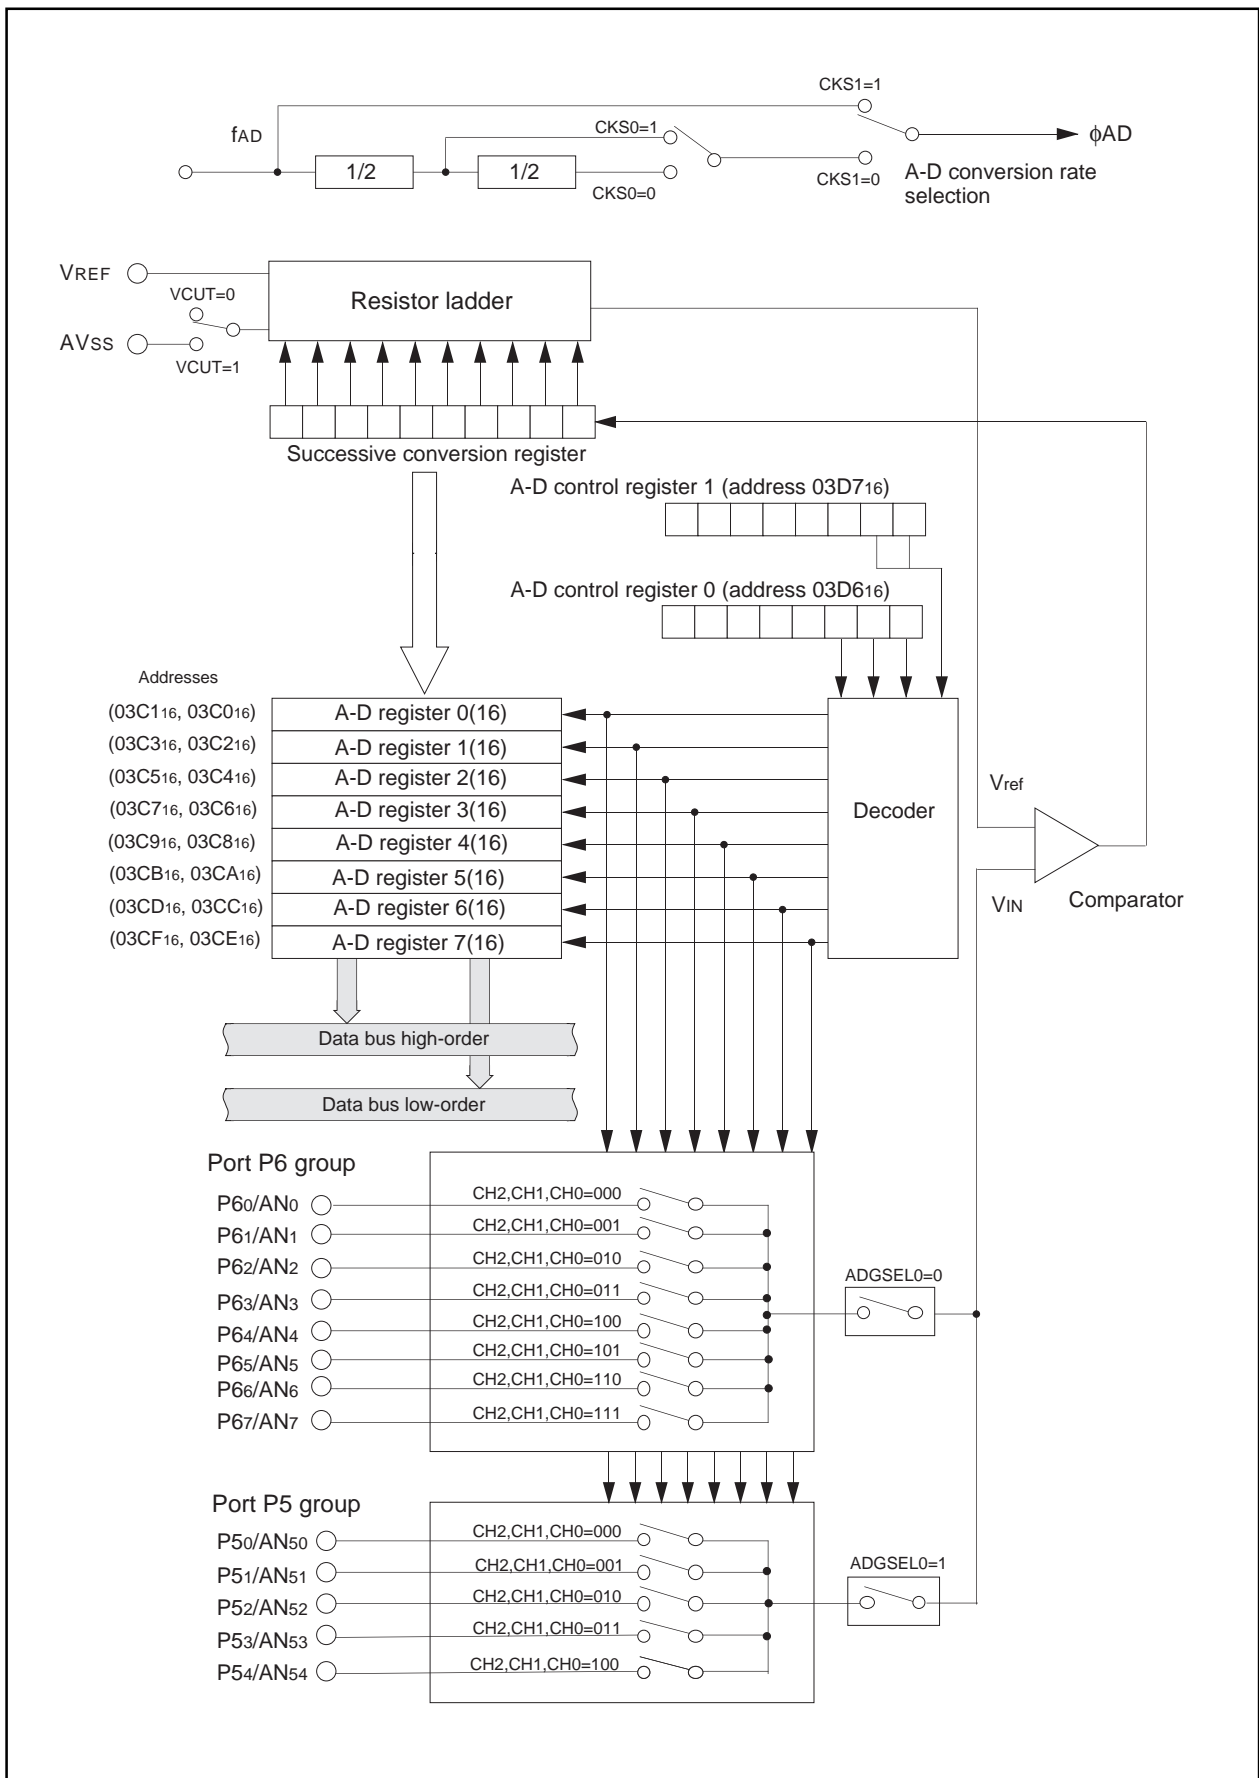 CKS1=1
fAD
CKS0=1
ϕAD
1/2
1/2
CKS0=0
CKS1=0
A-D conversion rate
selection
VREF
VCUT=0
Resistor ladder
AVSS
VCUT=1
Successive conversion register
A-D control register 1 (address 03D716)
A-D control register 0 (address 03D616)
Addresses
(03C116, 03C016)
A-D register 0(16)
(03C316, 03C216)
A-D register 1(16)
(03C516, 03C416)
A-D register 2(16)
(03C716, 03C616)
A-D register 3(16)
(03C916, 03C816)
A-D register 4(16)
(03CB16, 03CA16)
A-D register 5(16)
(03CD16, 03CC16)
A-D register 6(16)
(03CF16, 03CE16)
A-D register 7(16)
Decoder
Vref
VIN
Comparator
Data bus high-order
Data bus low-order
Port P6 group
P60/AN0
CH2,CH1,CH0=000
P61/AN1
CH2,CH1,CH0=001
P62/AN2
CH2,CH1,CH0=010
P63/AN3
CH2,CH1,CH0=011
P64/AN4
CH2,CH1,CH0=100
P65/AN5
CH2,CH1,CH0=101
P66/AN6
CH2,CH1,CH0=110
P67/AN7
CH2,CH1,CH0=111
ADGSEL0=0
Port P5 group
P50/AN50
CH2,CH1,CH0=000
P51/AN51
CH2,CH1,CH0=001
P52/AN52
CH2,CH1,CH0=010
P53/AN53
CH2,CH1,CH0=011
P54/AN54
CH2,CH1,CH0=100
ADGSEL0=1